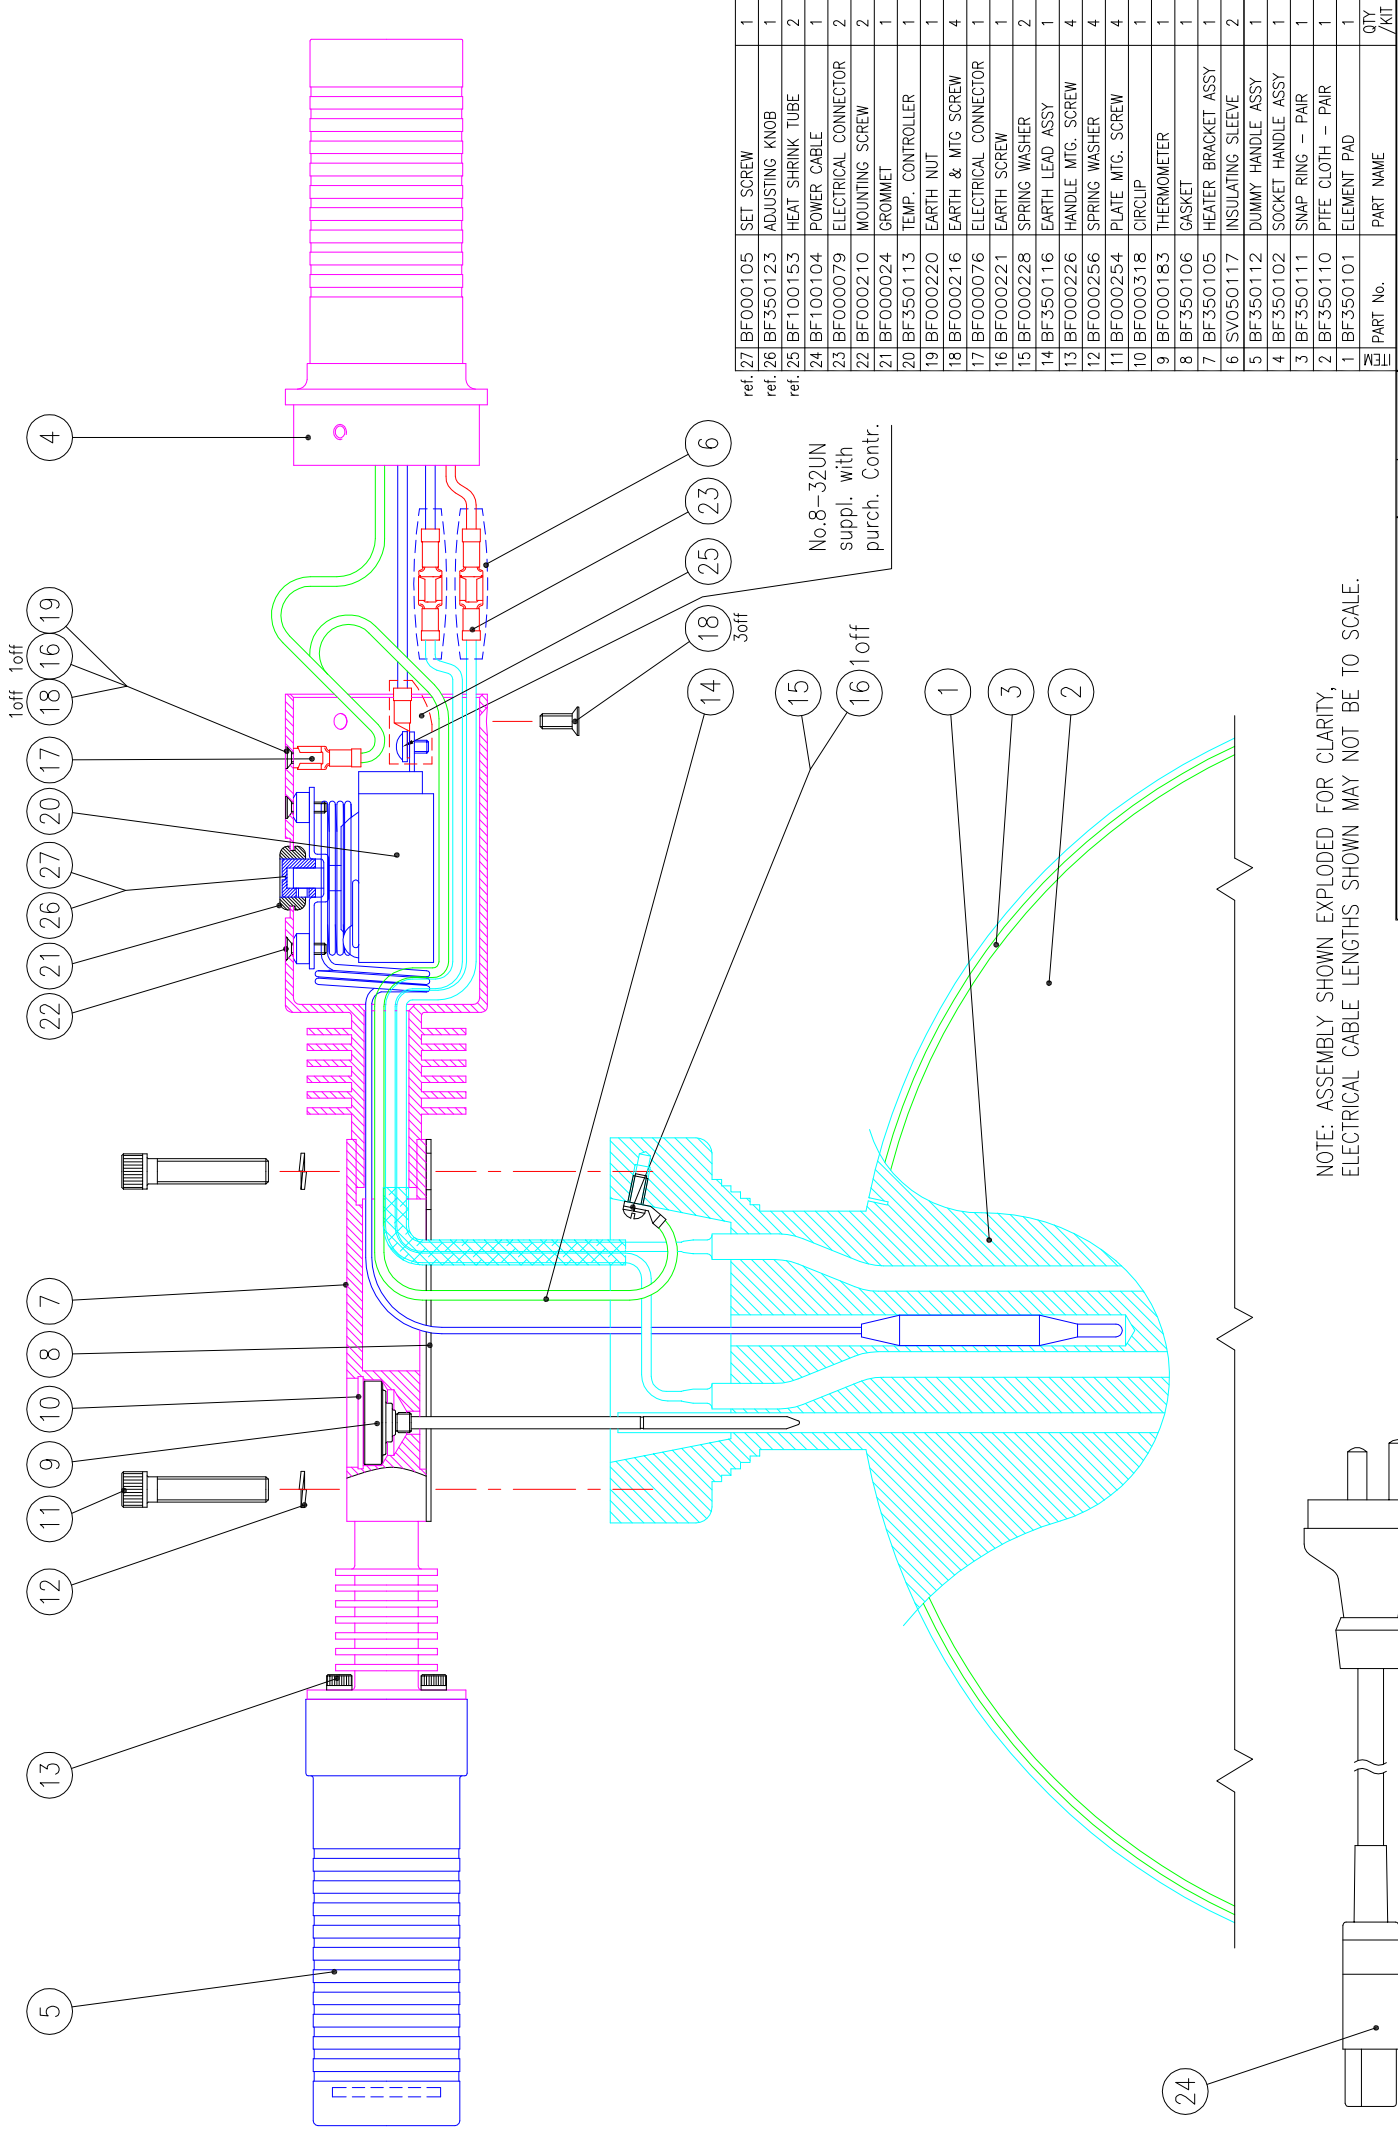 4
1off 1off
18 16 19
17
20
27
26
21
22
7
8
10
9
11
12
13
5
6
23
25
No.8-32UN
suppl. with
purch. Contr.
18 3off
14
15
16 1off
1
3
2
24
ref. 27 BF000105 SET SCREW 1
ref. 26 BF350123 ADJUSTING KNOB 1
ref. 25 BF100153 HEAT SHRINK TUBE 2
24 BF100104 POWER CABLE 1
23 BF000079 ELECTRICAL CONNECTOR 2
22 BF000210 MOUNTING SCREW 2
21 BF000024 GROMMET 1
20 BF350113 TEMP. CONTROLLER 1
19 BF000220 EARTH NUT 1
18 BF000216 EARTH & MTG SCREW 4
17 BF000076 ELECTRICAL CONNECTOR 1
16 BF000221 EARTH SCREW 1
15 BF000228 SPRING WASHER 2
14 BF350116 EARTH LEAD ASSY 1
13 BF000226 HANDLE MTG. SCREW 4
12 BF000256 SPRING WASHER 4
11 BF000254 PLATE MTG. SCREW 4
10 BF000318 CIRCLIP 1
9 BF000183 THERMOMETER 1
8 BF350106 GASKET 1
7 BF350105 HEATER BRACKET ASSY 1
6 SV050117 INSULATING SLEEVE 2
5 BF350112 DUMMY HANDLE ASSY 1
4 BF350102 SOCKET HANDLE ASSY 1
3 BF350111 SNAP RING - PAIR 1
2 BF350110 PTFE CLOTH - PAIR 1
1 BF350101 ELEMENT PAD 1
ITEM PART No. PART NAME QTY /KIT
NOTE: ASSEMBLY SHOWN EXPLODED FOR CLARITY,
ELECTRICAL CABLE LENGTHS SHOWN MAY NOT BE TO SCALE.